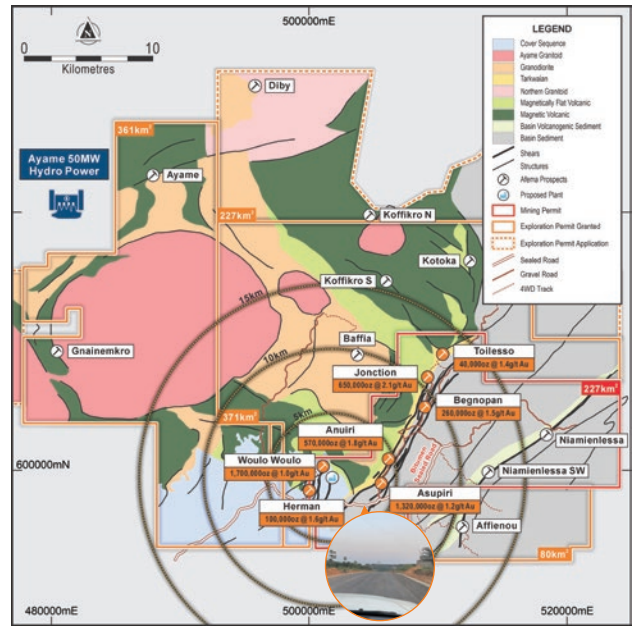 500000mE
0 10
Kilometres
LEGEND
Cover Sequence
Ayame Granitoid
Granodiorite
Tarkwaian
Northern Granitoid
Magnetically Flat Volcanic
Magnetic Volcanic
Basin Volcanogenic Sediment
Basin Sediment
Shears
Structures
Afema Prospects
Proposed Plant
Mining Permit
Exploration Permit Granted
Exploration Permit Application
Sealed Road
Gravel Road
4WD Track
Diby
361km²
Ayame 50MW
Hydro Power
Ayame
227km²
Koffikro N
Kotoka
Koffikro S
15km
Gnainemkro
Baffia
10km
Toilesso
40,000oz @ 1.4g/t Au
Jonction
650,000oz @ 2.1g/t Au
227km²
Begnopan
260,000oz @ 1.5g/t Au
371km²
5km
Anuiri
570,000oz @ 1.8g/t Au
Niamienlessa
Bitumen
Sealed Road
Woulo Woulo
1,700,000oz @ 1.0g/t Au
600000mN
Niamienlessa SW
Herman
100,000oz @ 1.6g/t Au
Asupiri
1,320,000oz @ 1.2g/t Au
Affienou
80km²
480000mE
500000mE
520000mE